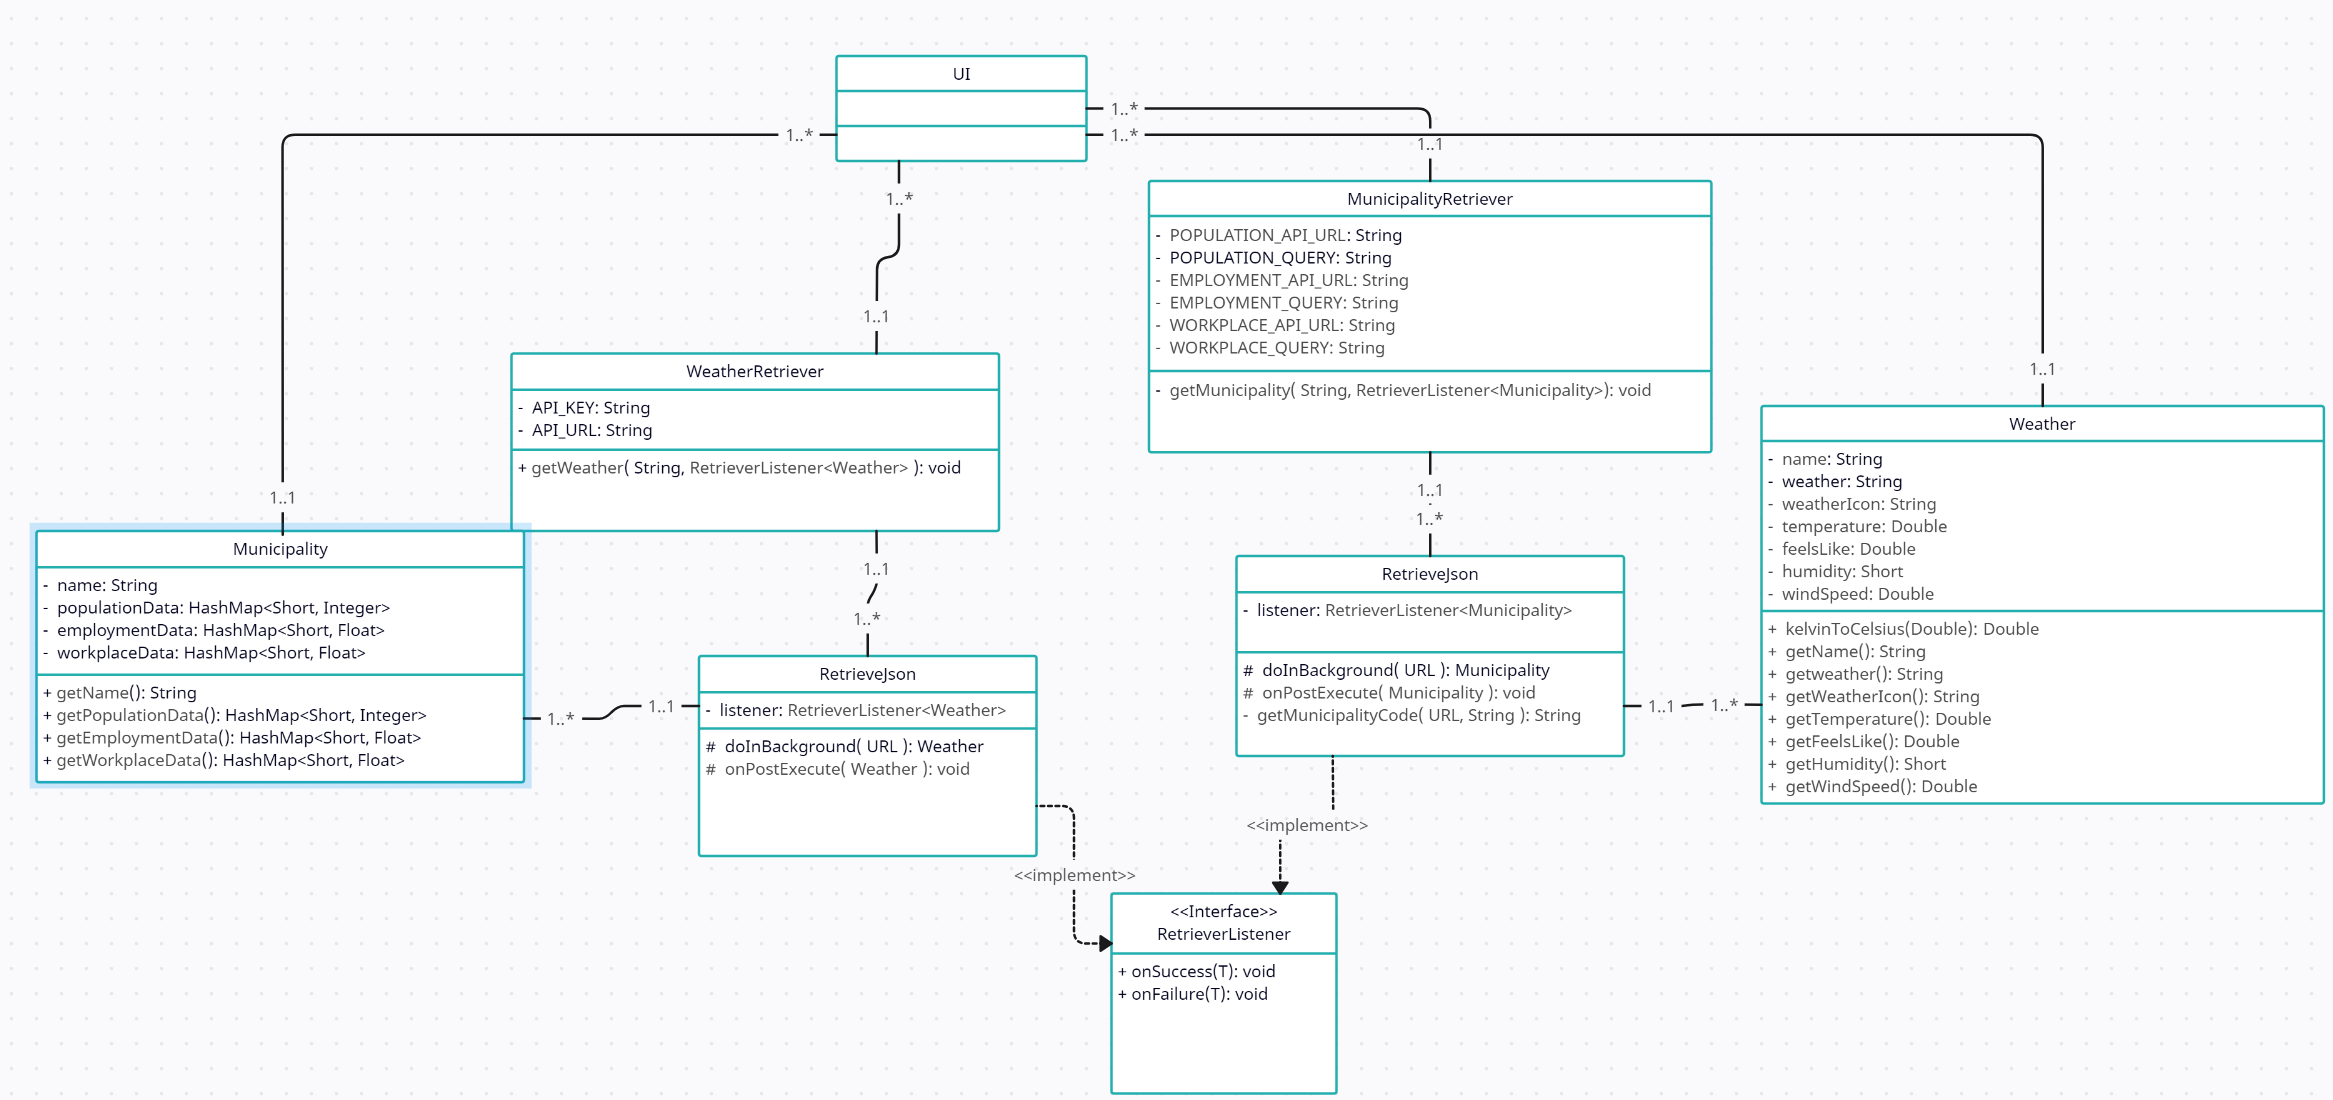 UI
1..*
1..*
1..*
1..*
1..1
MunicipalityRetriever
- POPULATION_API_URL: String
- POPULATION_QUERY: String
- EMPLOYMENT_API_URL: String
- EMPLOYMENT_QUERY: String
- WORKPLACE_API_URL: String
- WORKPLACE_QUERY: String
- getMunicipality( String, RetrieverListener<Municipality>): void
1..1
WeatherRetriever
- API_KEY: String
- API_URL: String
+ getWeather( String, RetrieverListener<Weather> ): void
1..1
Weather
- name: String
- weather: String
- weatherIcon: String
- temperature: Double
- feelsLike: Double
- humidity: Short
- windSpeed: Double
+ kelvinToCelsius(Double): Double
+ getName(): String
+ getweather(): String
+ getWeatherIcon(): String
+ getTemperature(): Double
+ getFeelsLike(): Double
+ getHumidity(): Short
+ getWindSpeed(): Double
1..1
Municipality
- name: String
- populationData: HashMap<Short, Integer>
- employmentData: HashMap<Short, Float>
- workplaceData: HashMap<Short, Float>
+ getName(): String
+ getPopulationData(): HashMap<Short, Integer>
+ getEmploymentData(): HashMap<Short, Float>
+ getWorkplaceData(): HashMap<Short, Float>
1..1
1..*
1..*
1..1
RetrieveJson
- listener: RetrieverListener<Weather>
# doInBackground( URL ): Weather
# onPostExecute( Weather ): void
1..1
1..*
RetrieveJson
- listener: RetrieverListener<Municipality>
# doInBackground( URL ): Municipality
# onPostExecute( Municipality ): void
- getMunicipalityCode( URL, String ): String
1..1
1..*
<<implement>>
<<implement>>
<<Interface>>
RetrieverListener
+ onSuccess(T): void
+ onFailure(T): void